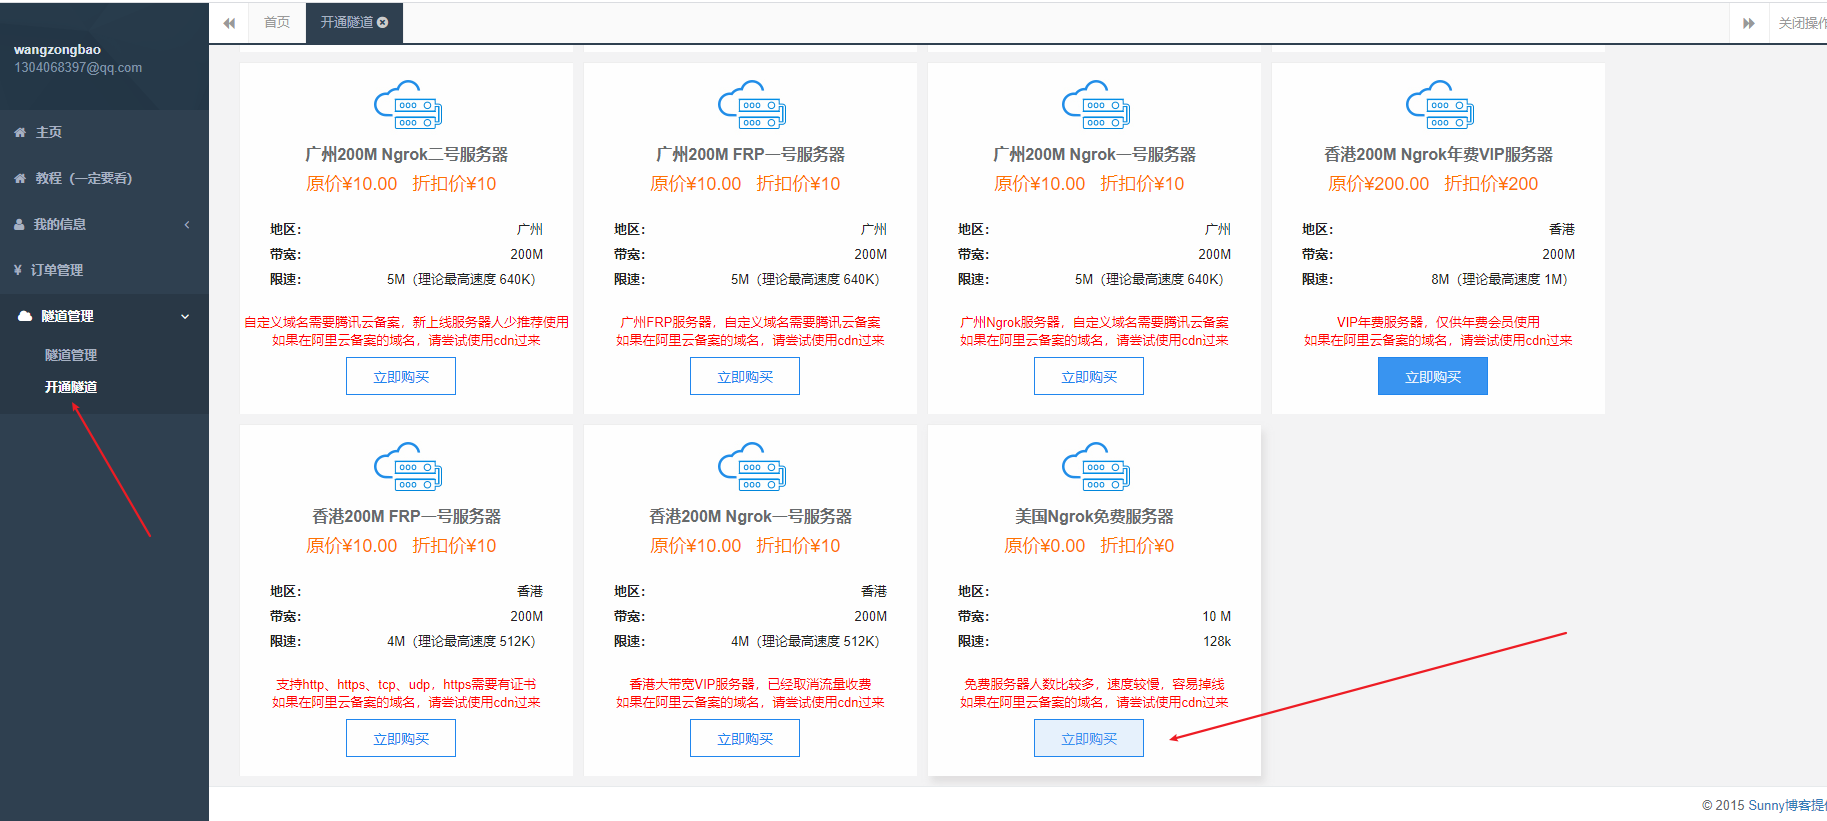 首页
开通隧道
关闭操作
wangzongbao
1304068397@qq.com
主页
教程（一定要看）
我的信息
¥ 订单管理
隧道管理
隧道管理
开通隧道
广州200M Ngrok二号服务器
原价¥10.00 折扣价¥10
地区： 广州
带宽： 200M
限速： 5M（理论最高速度 640K）
自定义域名需要腾讯云备案，新上线服务器人少推荐使用
如果在阿里云备案的域名，请尝试使用cdn过来
立即购买
广州200M FRP一号服务器
原价¥10.00 折扣价¥10
地区： 广州
带宽： 200M
限速： 5M（理论最高速度 640K）
广州FRP服务器，自定义域名需要腾讯云备案
如果在阿里云备案的域名，请尝试使用cdn过来
立即购买
广州200M Ngrok一号服务器
原价¥10.00 折扣价¥10
地区： 广州
带宽： 200M
限速： 5M（理论最高速度 640K）
广州Ngrok服务器，自定义域名需要腾讯云备案
如果在阿里云备案的域名，请尝试使用cdn过来
立即购买
香港200M Ngrok年费VIP服务器
原价¥200.00 折扣价¥200
地区： 香港
带宽： 200M
限速： 8M（理论最高速度 1M）
VIP年费服务器，仅供年费会员使用
如果在阿里云备案的域名，请尝试使用cdn过来
立即购买
香港200M FRP一号服务器
原价¥10.00 折扣价¥10
地区： 香港
带宽： 200M
限速： 4M（理论最高速度 512K）
支持http、https、tcp、udp，https需要有证书
如果在阿里云备案的域名，请尝试使用cdn过来
立即购买
香港200M Ngrok一号服务器
原价¥10.00 折扣价¥10
地区： 香港
带宽： 200M
限速： 4M（理论最高速度 512K）
香港大带宽VIP服务器，已经取消流量收费
如果在阿里云备案的域名，请尝试使用cdn过来
立即购买
美国Ngrok免费服务器
原价¥0.00 折扣价¥0
地区：
带宽： 10 M
限速： 128k
免费服务器人数比较多，速度较慢，容易掉线
如果在阿里云备案的域名，请尝试使用cdn过来
立即购买
© 2015 Sunny博客提供